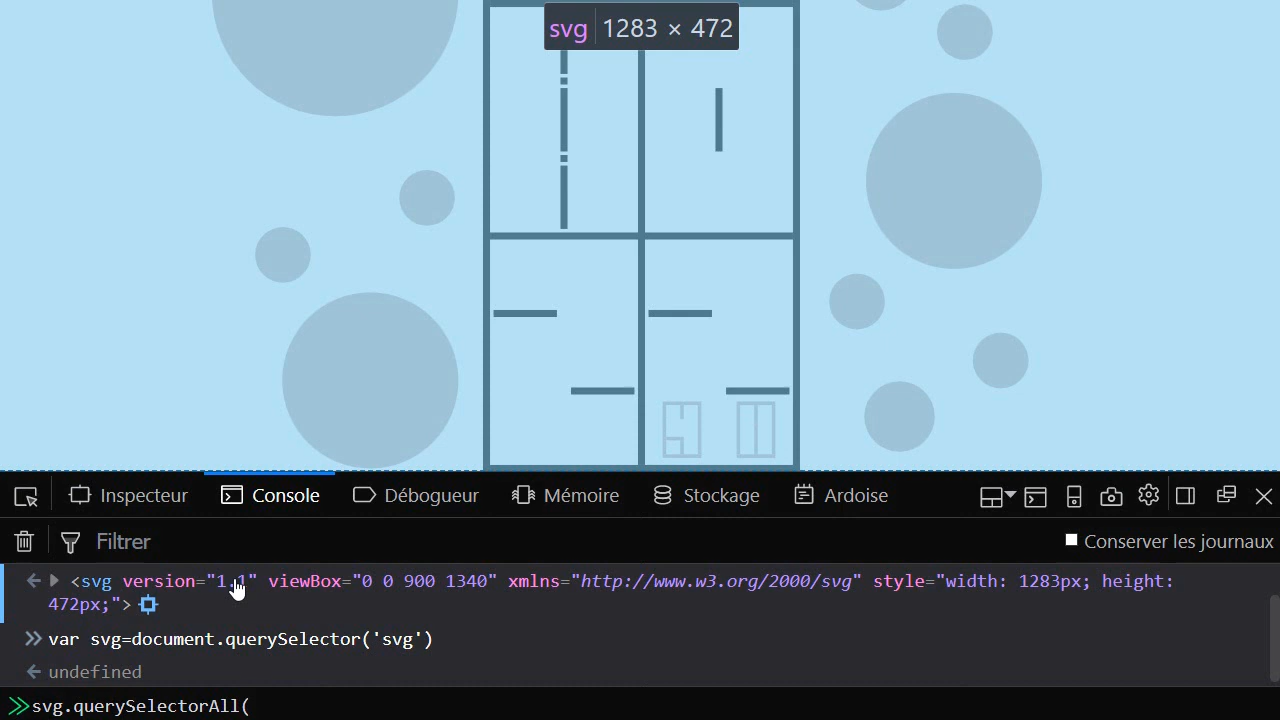 svg 1283 × 472
Inspecteur Console Débogueur Mémoire Stockage Ardoise
Filtrer Conserver les journaux
<svg version="1.1" viewBox="0 0 900 1340" xmlns="http://www.w3.org/2000/svg" style="width: 1283px; height:
472px;">
var svg=document.querySelector('svg')
undefined
svg.querySelectorAll(